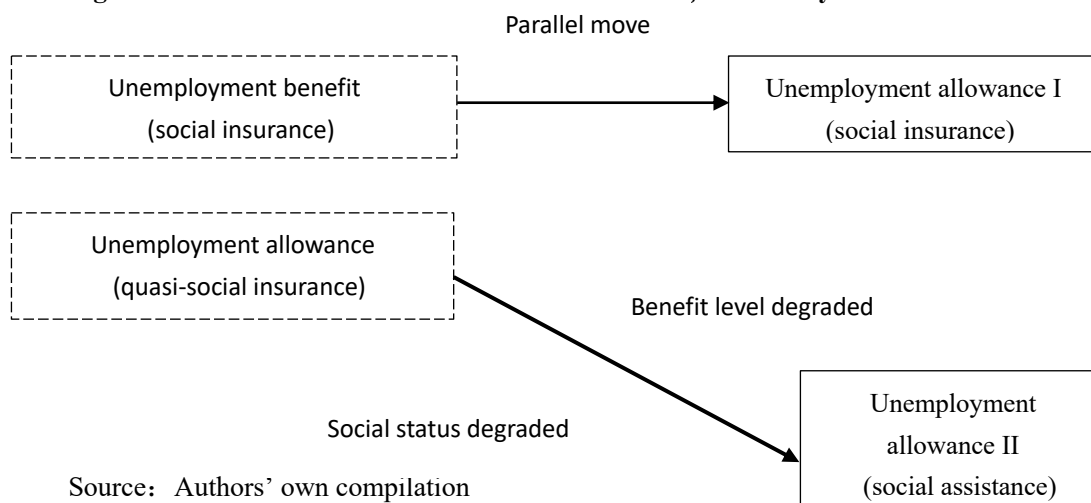 Parallel move
Unemployment benefit
(social insurance)
Unemployment allowance I
(social insurance)
Unemployment allowance
(quasi-social insurance)
Benefit level degraded
Social status degraded
Unemployment
allowance II
(social assistance)
Source： Authors’ own compilation